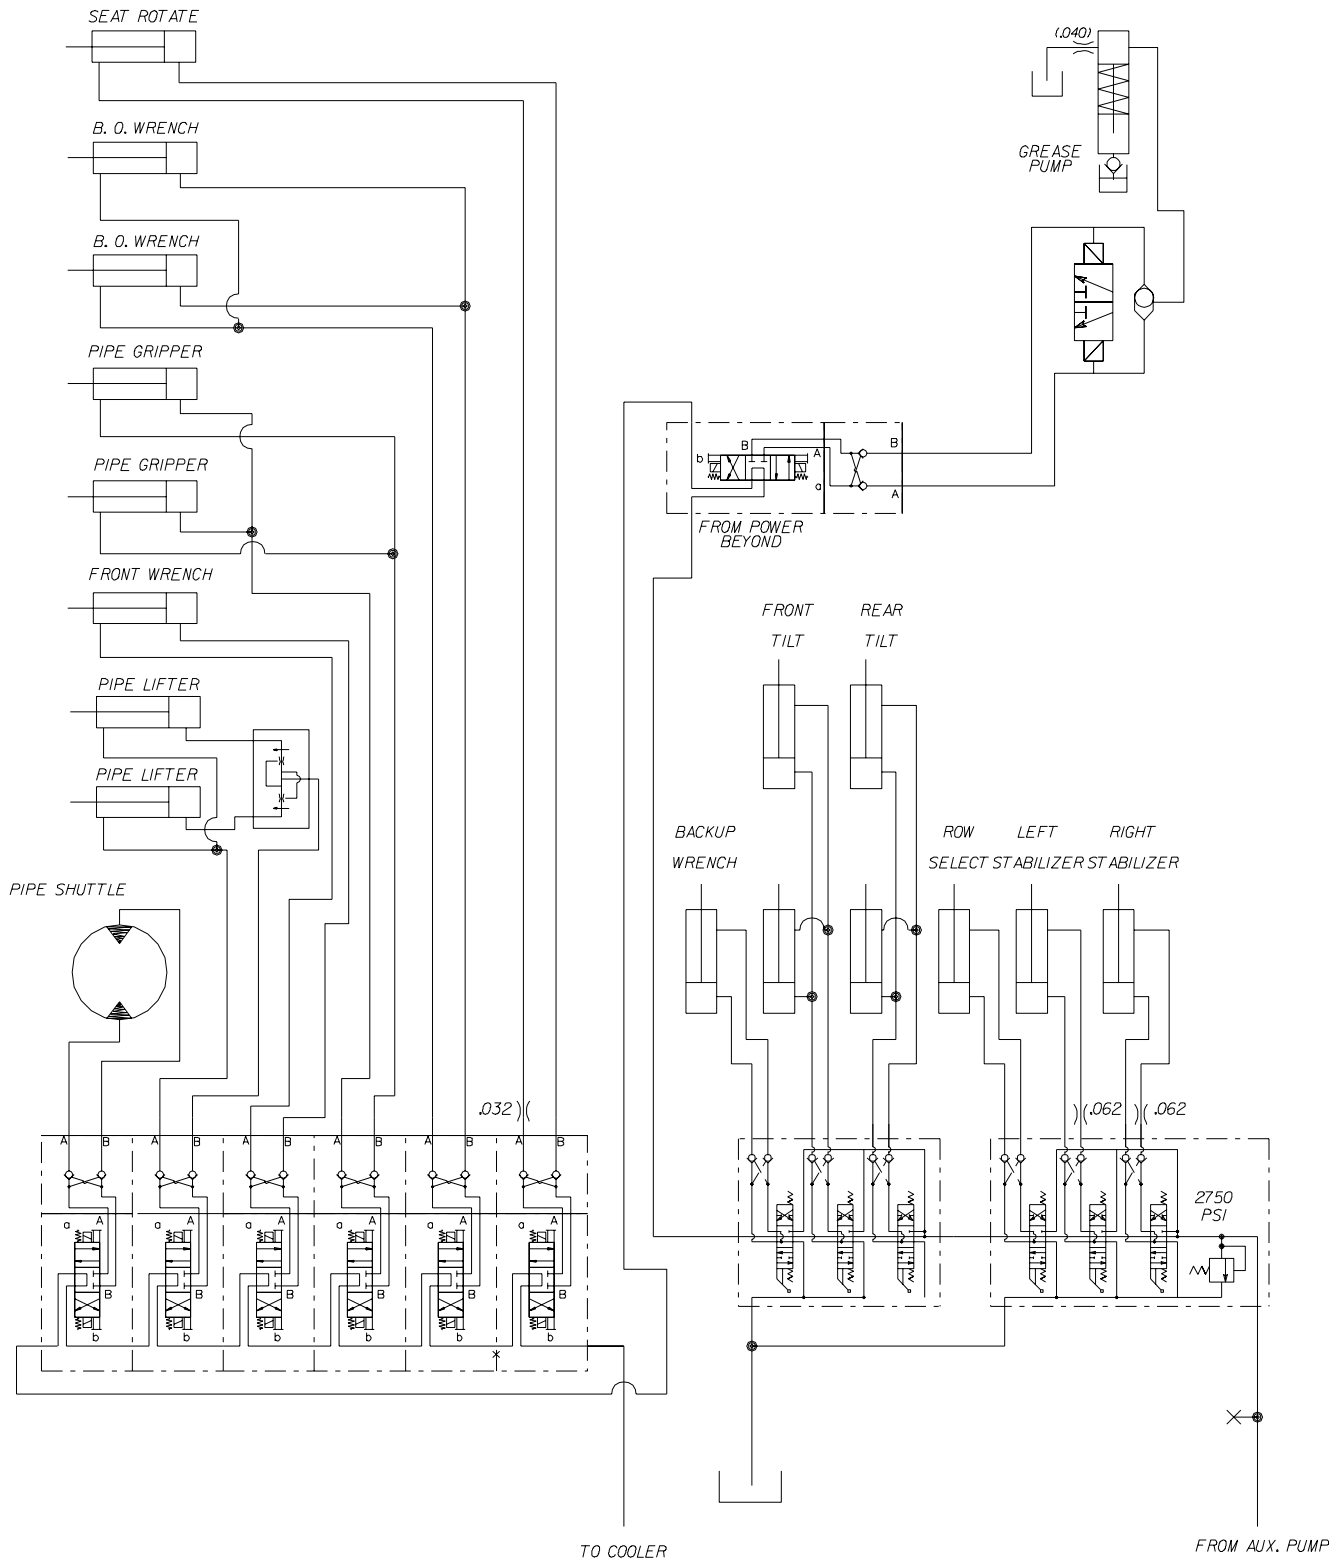 SEAT ROTATE
(.040)
B. O. WRENCH
GREASE
PUMP
B. O. WRENCH
PIPE GRIPPER
B
B
b
A
PIPE GRIPPER
a
A
FROM POWER
BEYOND
FRONT WRENCH
FRONT
TILT
REAR
TILT
PIPE LIFTER
PIPE LIFTER
BACKUP
WRENCH
ROW
SELECT
LEFT
STABILIZER
RIGHT
STABILIZER
PIPE SHUTTLE
.032
.062
.062
A B A B A B A B A B A B
2750
PSI
a A a A a A a A a A a A
B B B B B B
b b b b b b
TO COOLER
FROM AUX. PUMP